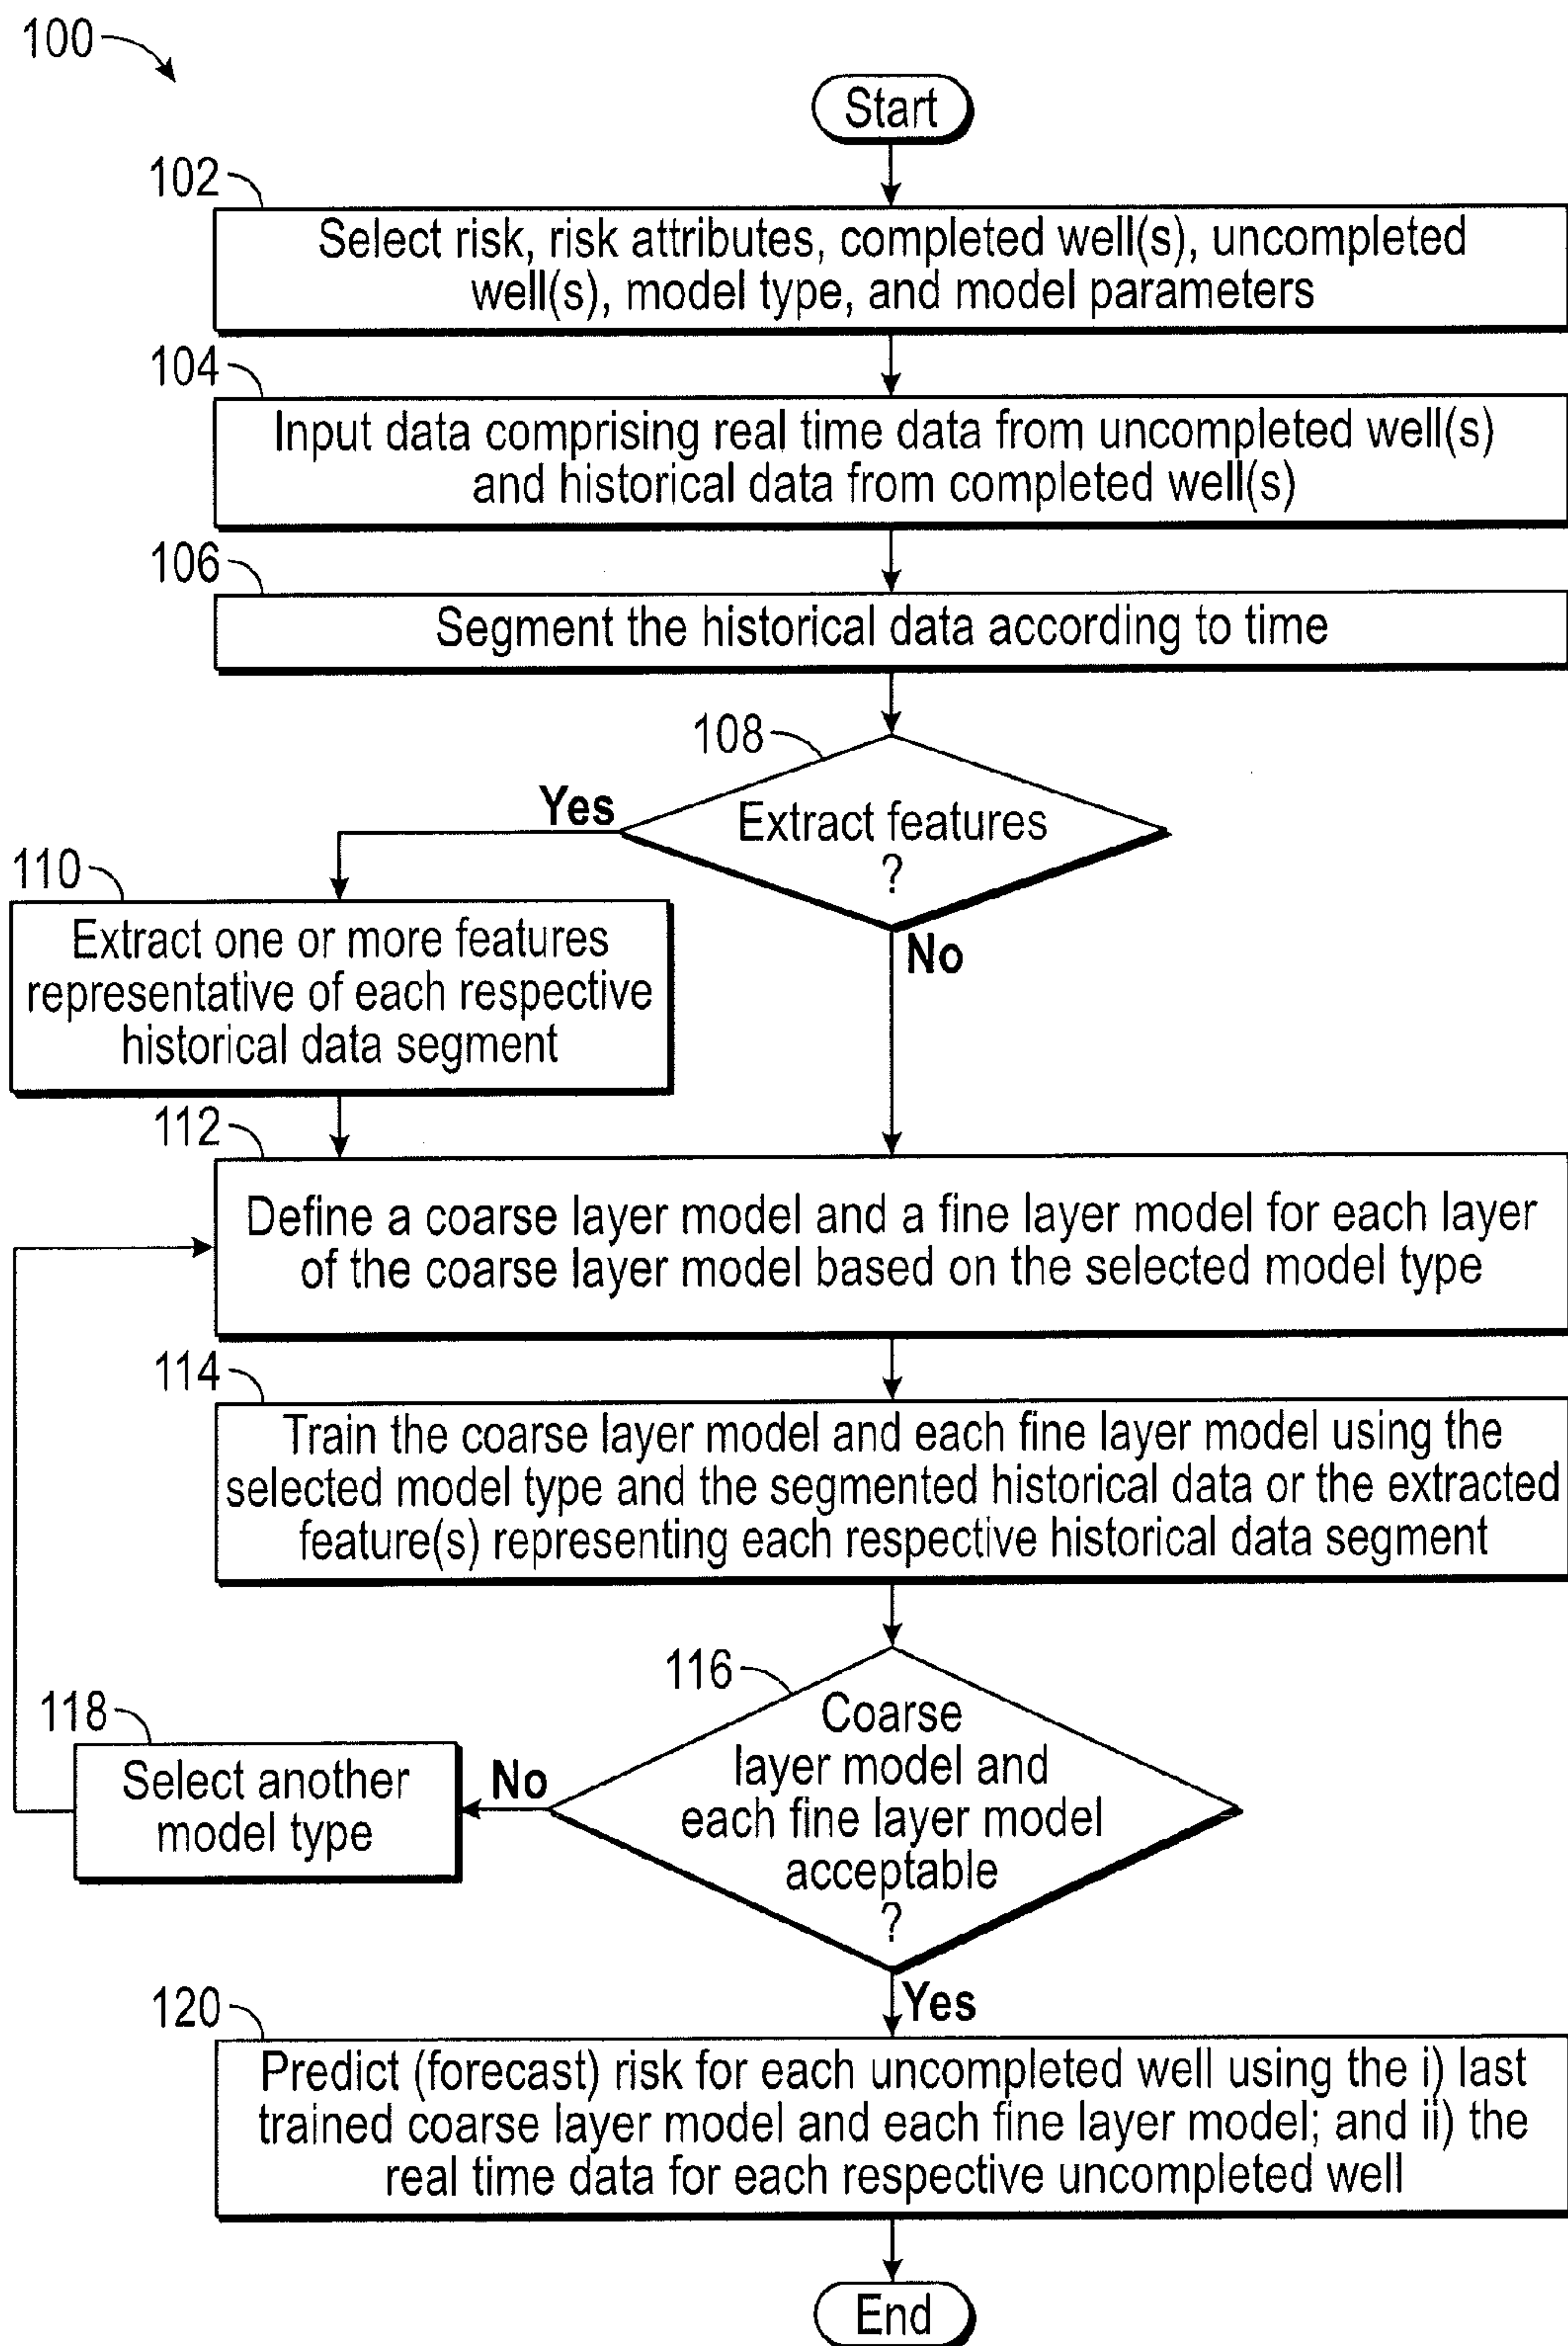 100
Start
102
Select risk, risk attributes, completed well(s), uncompleted
well(s), model type, and model parameters
104
Input data comprising real time data from uncompleted well(s)
and historical data from completed well(s)
106
Segment the historical data according to time
108
Extract features
?
Yes
No
110
Extract one or more features
representative of each respective
historical data segment
112
Define a coarse layer model and a fine layer model for each layer
of the coarse layer model based on the selected model type
114
Train the coarse layer model and each fine layer model using the
selected model type and the segmented historical data or the extracted
feature(s) representing each respective historical data segment
116
Coarse
layer model and
each fine layer model
acceptable
?
No
118
Select another
model type
Yes
120
Predict (forecast) risk for each uncompleted well using the i) last
trained coarse layer model and each fine layer model; and ii) the
real time data for each respective uncompleted well
End